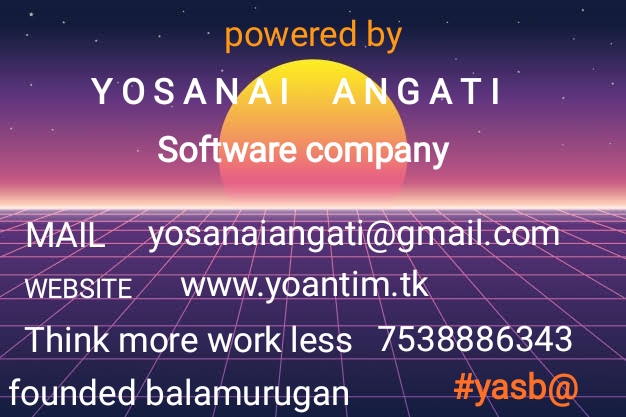 powered by
YOSANAI ANGATI
Software company
MAIL yosanaiangati@gmail.com
WEBSITE www.yoantim.tk
Think more work less 7538886343
founded balamurugan #yasb@